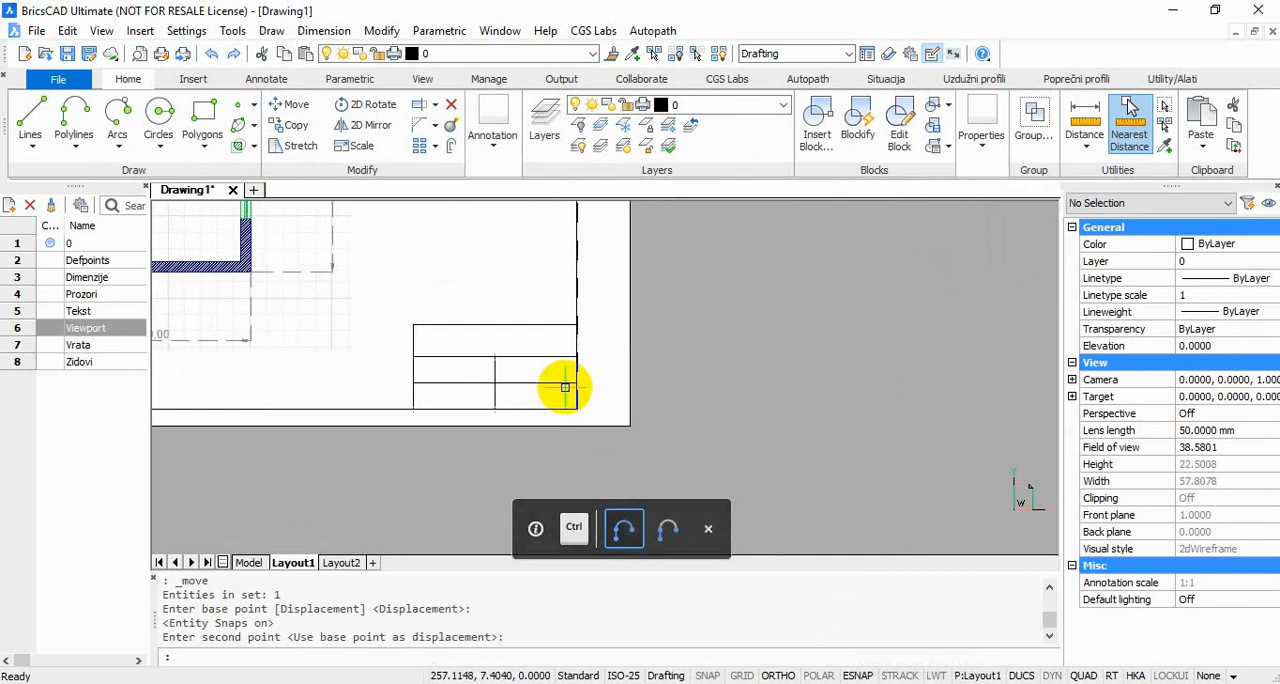 BricsCAD Ultimate (NOT FOR RESALE License) - [Drawing1]
File Edit View Insert Settings Tools Draw Dimension Modify Parametric Window Help CGS Labs Autopath
0 Drafting
File Home Insert Annotate Parametric View Manage Output Collaborate CGS Labs Autopath Situacja Uzdužni profili Poprečni profili Utility/Alati
Lines Polylines Arcs Circles Polygons
Draw
Move 2D Rotate
Copy 2D Mirror
Stretch Scale
Modify
Annotation
Layers
0
Layers
Insert Block... Blockify Edit Block
Blocks
Properties
Group...
Group
Distance Nearest Distance
Utilities
Paste
Clipboard
Drawing1*
Sear
C... Name
1 0
2 Defpoints
3 Dimenzije
4 Prozori
5 Tekst
6 Viewport
7 Vrata
8 Zidovi
.00
Y
W
Ctrl
Model Layout1 Layout2
: _move
Entities in set: 1
Enter base point [Displacement] <Displacement>:
<Entity Snaps on>
Enter second point <Use base point as displacement>:
:
No Selection
General
Color ByLayer
Layer 0
Linetype ByLayer
Linetype scale 1
Lineweight ByLayer
Transparency ByLayer
Elevation 0.0000
View
Camera 0.0000, 0.0000, 1.000
Target 0.0000, 0.0000, 0.000
Perspective Off
Lens length 50.0000 mm
Field of view 38.5801
Height 22.5008
Width 57.8078
Clipping Off
Front plane 1.0000
Back plane 0.0000
Visual style 2dWireframe
Misc
Annotation scale 1:1
Default lighting Off
Ready 257.1148, 7.4040, 0.0000 Standard ISO-25 Drafting SNAP GRID ORTHO POLAR ESNAP STRACK LWT P:Layout1 DUCS DYN QUAD RT HKA LOCKUI None